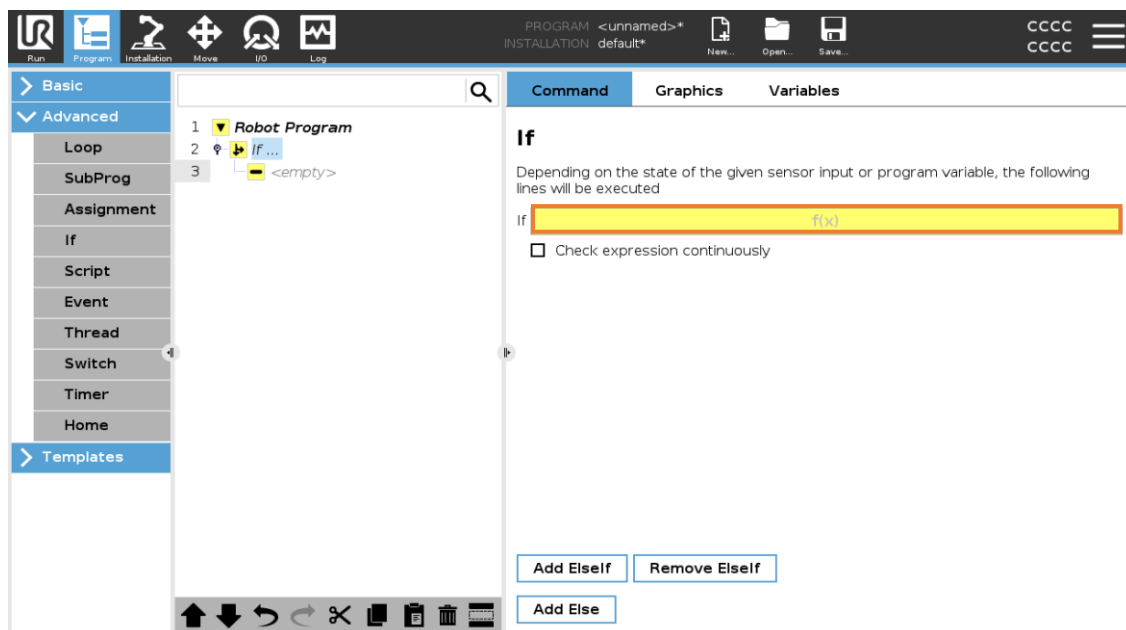 UR
PROGRAM <unnamed>*
INSTALLATION default*
CCCC
CCCC
Run
Program
Installation
Move
I/O
Log
New...
Open...
Save...
Basic
Advanced
Loop
SubProg
Assignment
If
Script
Event
Thread
Switch
Timer
Home
Templates
1 Robot Program
2 If ...
3 <empty>
Command Graphics Variables
If
Depending on the state of the given sensor input or program variable, the following
lines will be executed
If f(x)
Check expression continuously
Add ElseIf Remove ElseIf
Add Else